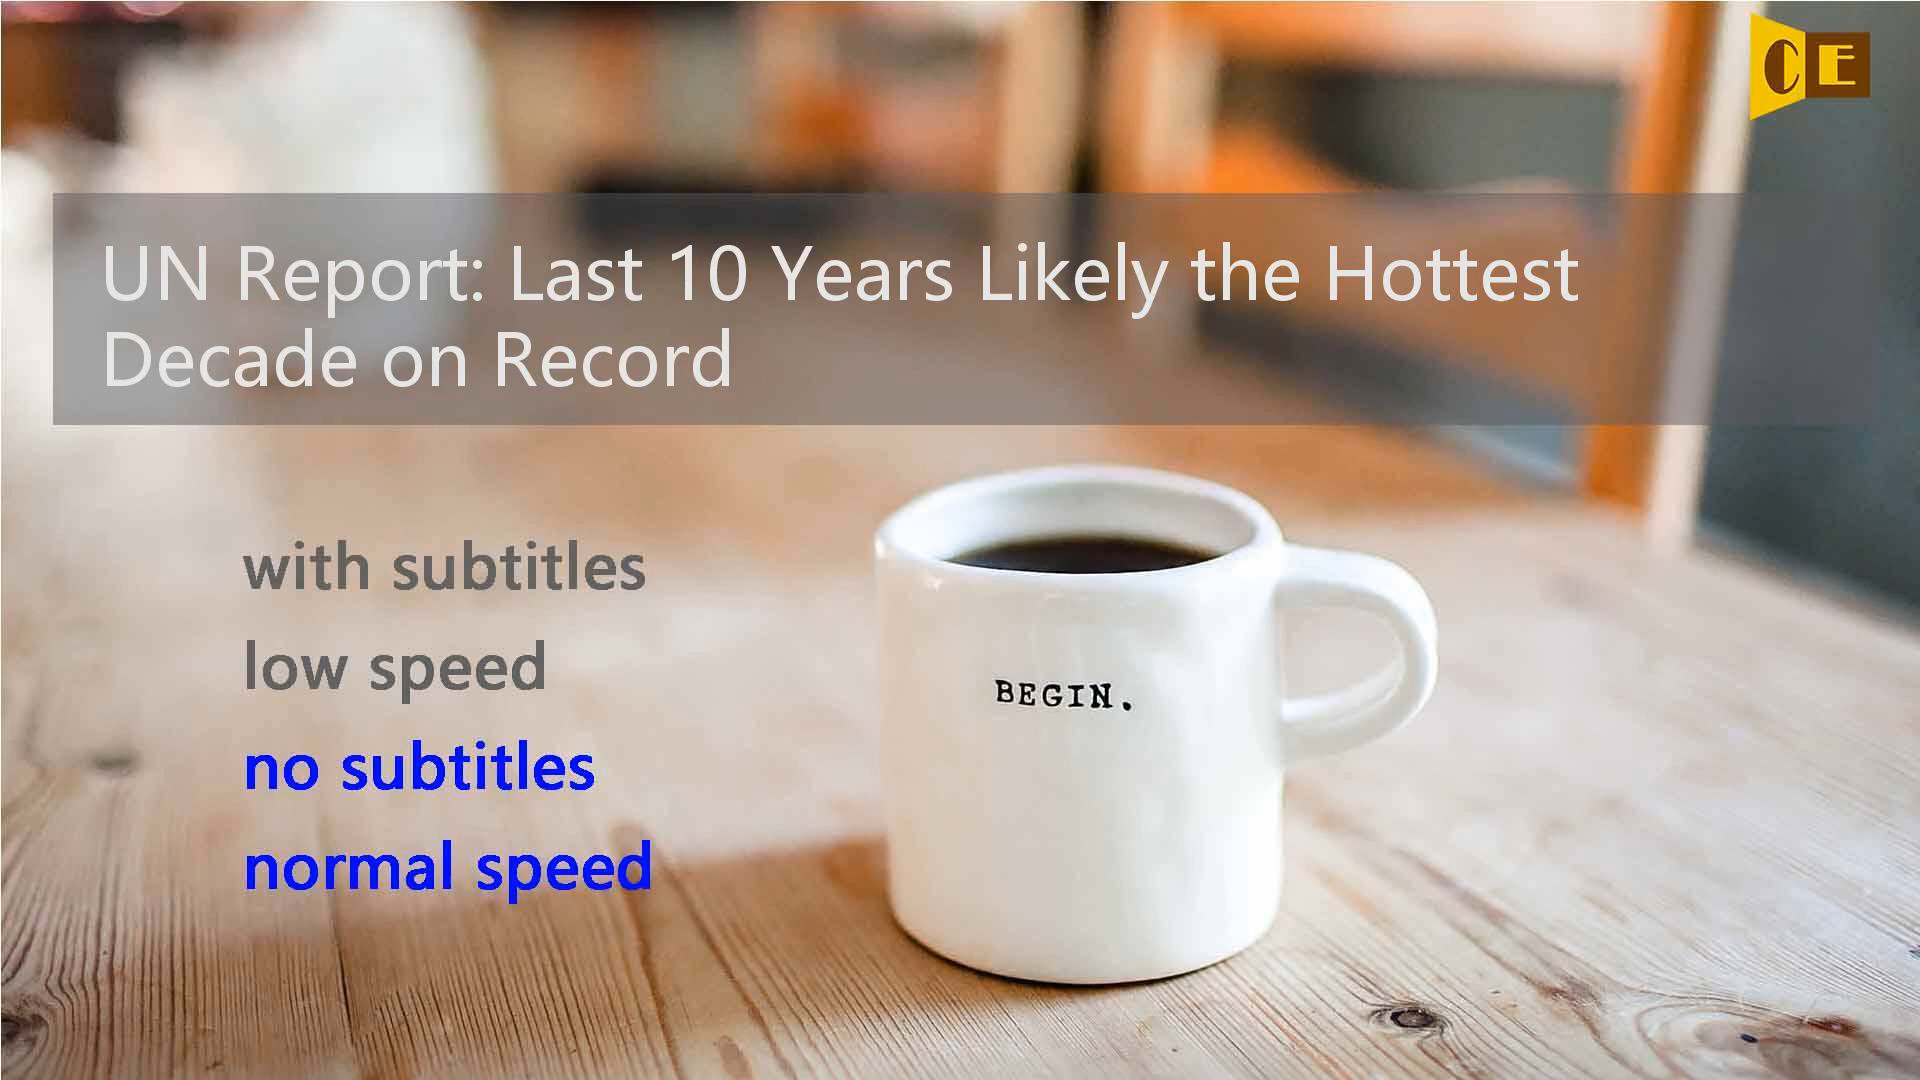 CE
UN Report: Last 10 Years Likely the Hottest
Decade on Record
with subtitles
low speed
BEGIN.
no subtitles
normal speed